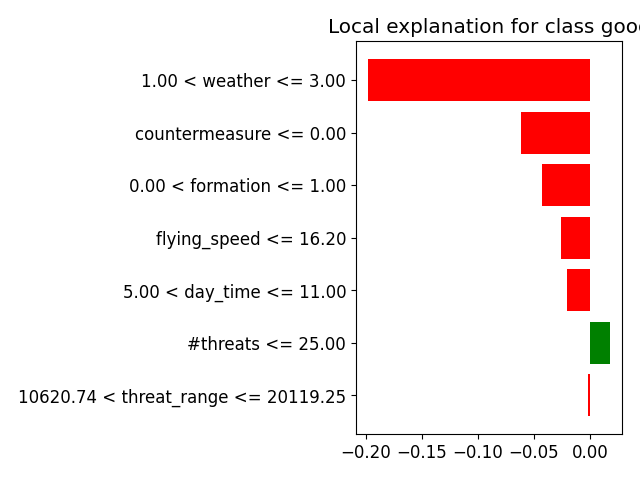 Local explanation for class good
1.00 < weather <= 3.00
countermeasure <= 0.00
0.00 < formation <= 1.00
flying_speed <= 16.20
5.00 < day_time <= 11.00
#threats <= 25.00
10620.74 < threat_range <= 20119.25
−0.20 −0.15 −0.10 −0.05 0.00